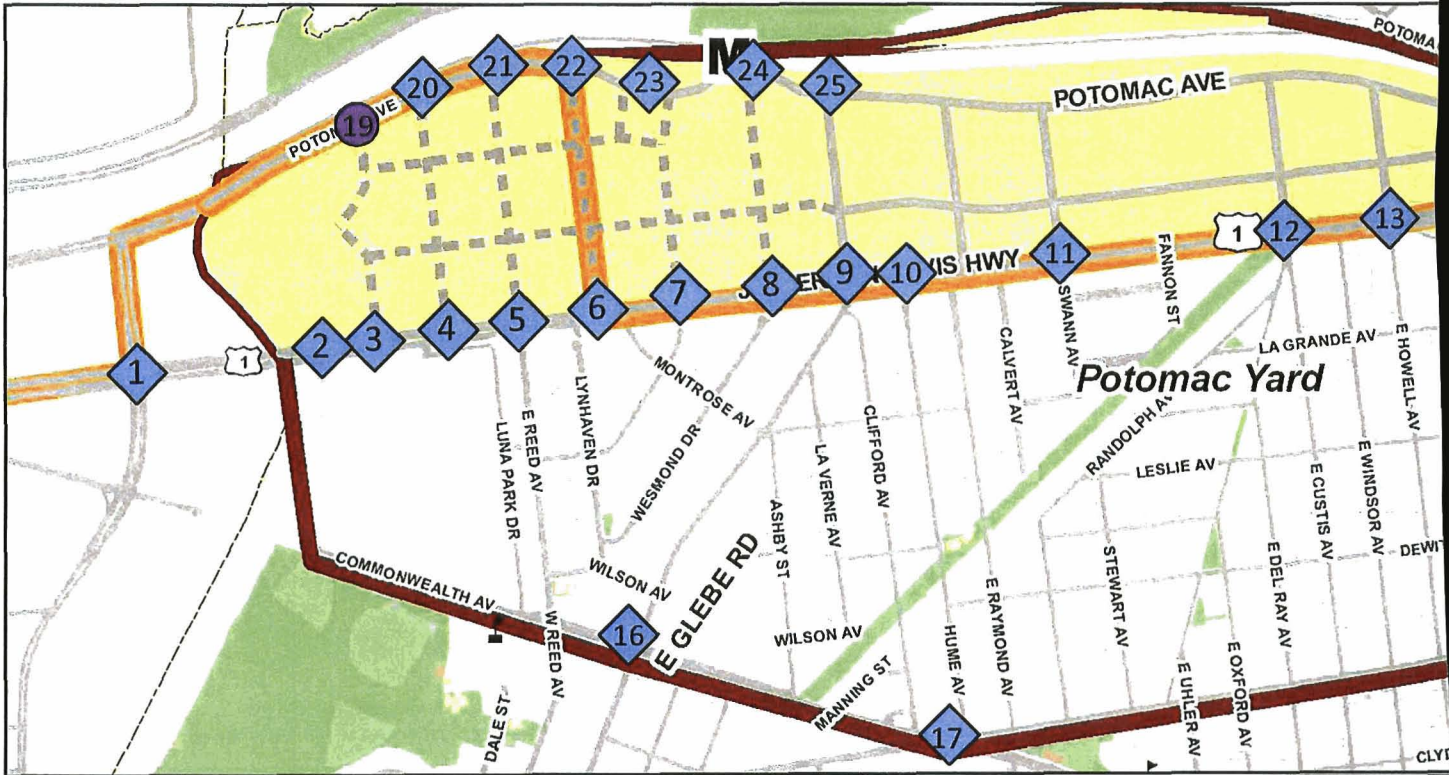 POTOMA
M
21
22
20
23
24
25
POTOMAC AVE
19
1
12
13
11
9
10
8
7
6
5
4
3
2
1
1
FANNON ST
SWANN AV
CALVERT AV
LA GRANDE AV
E HOWELL AV
Potomac Yard
MONTROSE AV
LYNHAVEN DR
E REED AV
LUNA PARK DR
WESMOND DR
CLIFFORD AV
LA VERNE AV
ASHBY ST
RANDOLPH AV
LESLIE AV
E CUSTIS AV
E WINDSOR AV
DEWIT
E DEL RAY AV
STEWART AV
E RAYMOND AV
HUME AV
COMMONWEALTH AV
WILSON AV
E GLEBE RD
WILSON AV
16
W REED AV
DALE ST
MANNING ST
17
E UHLER AV
E OXFORD AV
CLY